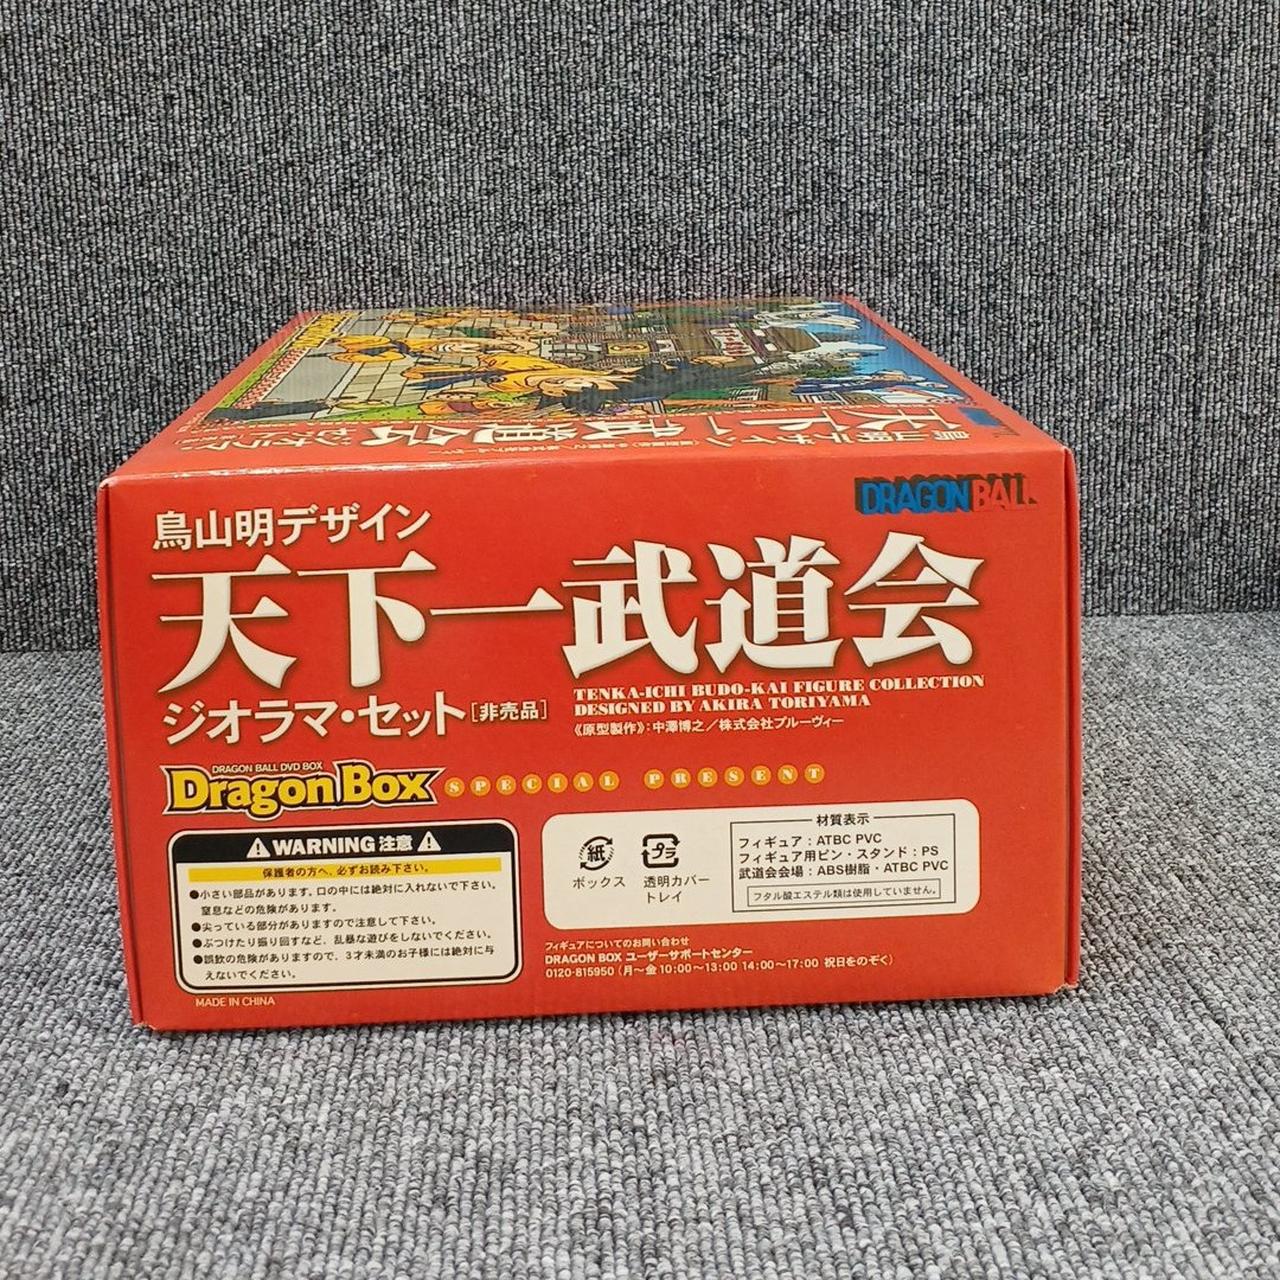 DRAGON BALL
鳥山明デザイン
天下一武道会
ジオラマ・セット[非売品]
TENKA-ICHI BUDO-KAI FIGURE COLLECTION
DESIGNED BY AKIRA TORIYAMA
《原型製作》:中澤博之／株式会社ブルーヴィー
DRAGON BALL DVD BOX
Dragon Box
SPECIAL PRESENT
WARNING 注意
保護者の方へ、必ずお読み下さい。
●小さい部品があります。口の中には絶対に入れないで下さい。
窒息などの危険があります。
●尖っている部分がありますので注意して下さい。
●ぶつけたり振り回すなど、乱暴な遊びをしないでください。
●誤飲の危険がありますので、3才未満のお子様には絶対に与
えないでください。
MADE IN CHINA
紙
ボックス
プラ
透明カバー
トレイ
材質表示
フィギュア：ATBC PVC
フィギュア用ピン・スタンド：PS
武道会会場：ABS樹脂・ATBC PVC
フタル酸エステル類は使用していません。
フィギュアについてのお問い合わせ
DRAGON BOX ユーザーサポートセンター
0120-815950（月～金 10:00～13:00 14:00～17:00 祝日をのぞく）